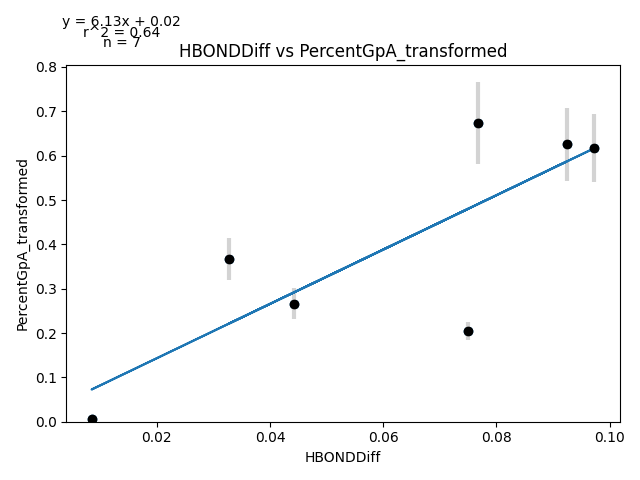 y = 6.13x + 0.02
r^2 = 0.64
n = 7
HBONDDiff vs PercentGpA_transformed
0.8
0.7
0.6
0.5
0.4
0.3
0.2
0.1
0.0
PercentGpA_transformed
0.02
0.04
0.06
0.08
0.10
HBONDDiff